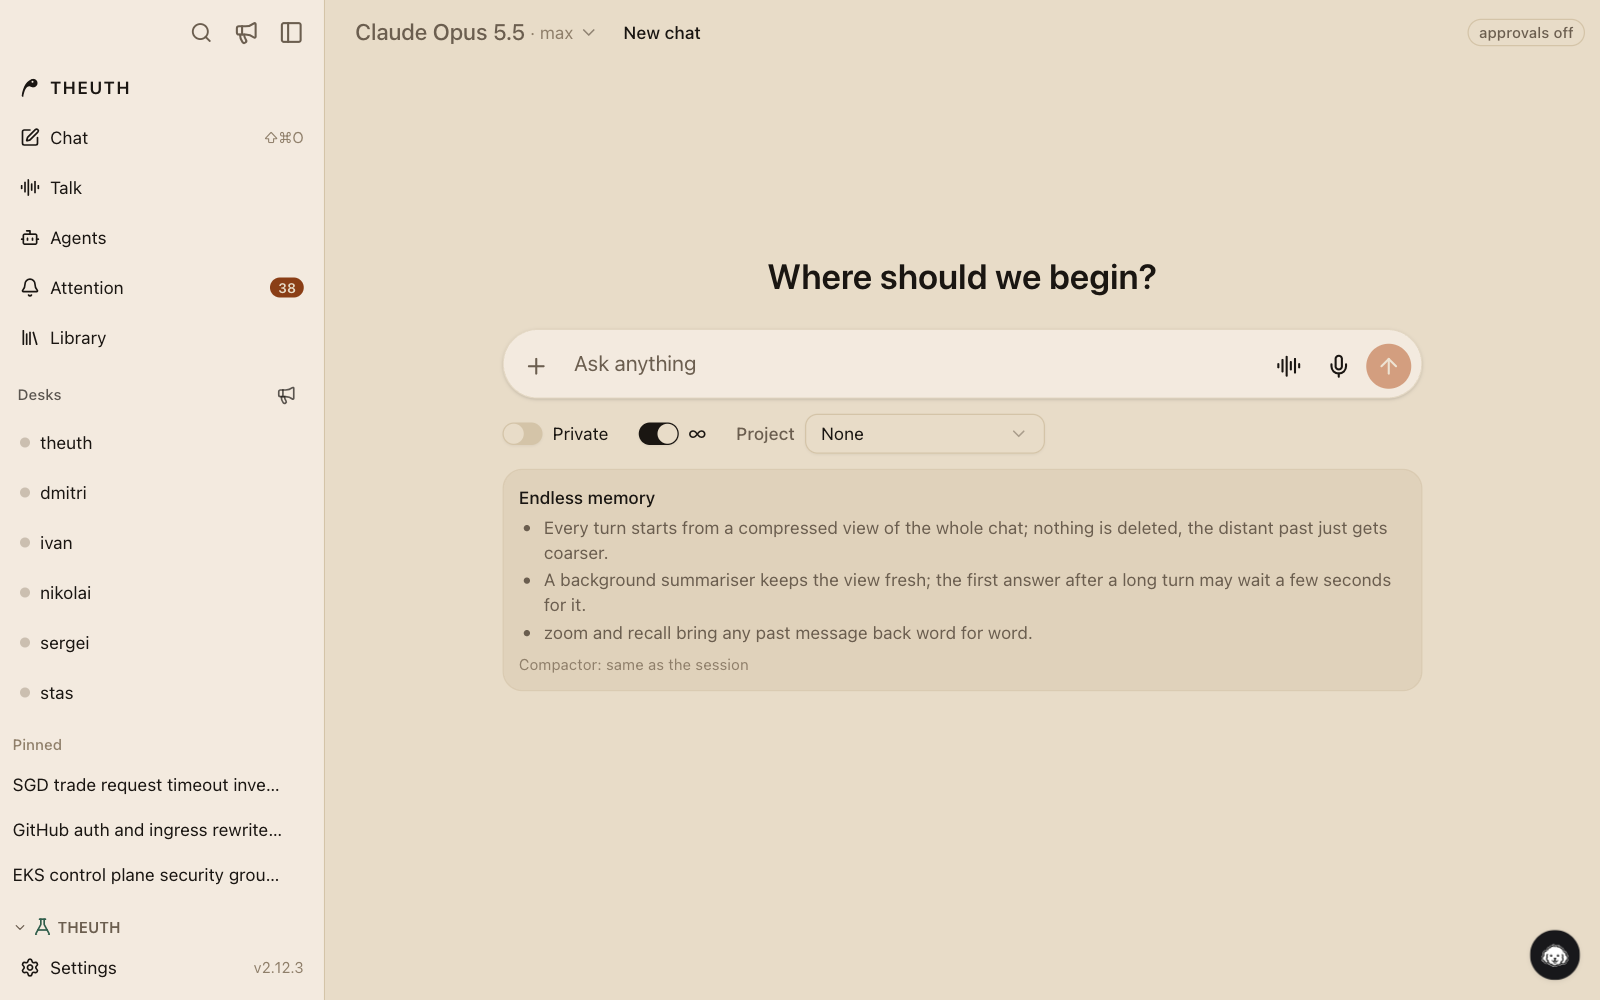 Claude Opus 5.5 · max
New chat
approvals off
THEUTH
Chat
⇧⌘O
Talk
Agents
Attention
38
Library
Desks
theuth
dmitri
ivan
nikolai
sergei
stas
Pinned
SGD trade request timeout inve...
GitHub auth and ingress rewrite...
EKS control plane security grou...
THEUTH
Settings
v2.12.3
Where should we begin?
Ask anything
Private
∞
Project
None
Endless memory
• Every turn starts from a compressed view of the whole chat; nothing is deleted, the distant past just gets
coarser.
• A background summariser keeps the view fresh; the first answer after a long turn may wait a few seconds
for it.
• zoom and recall bring any past message back word for word.
Compactor: same as the session